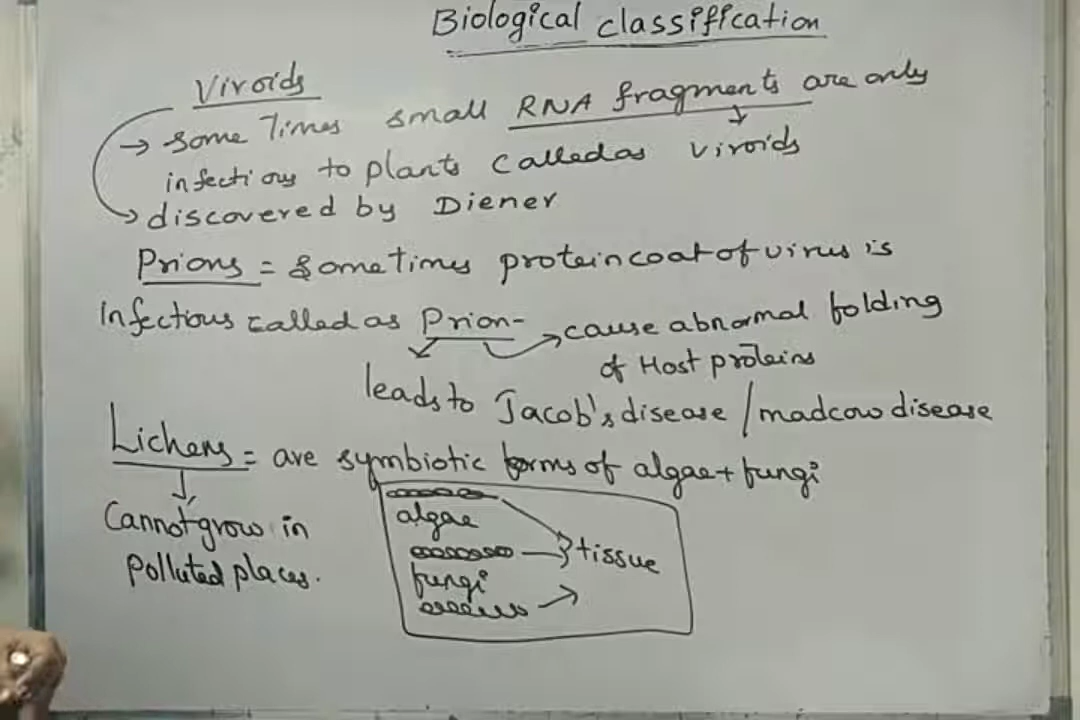 Biological classification
Viroids
→ some Times small RNA fragments are only
infectious to plants called as viroids
→ discovered by Diener
Prions = sometimes protein coat of virus is
Infectious called as Prion - cause abnormal folding
of Host proteins
leads to Jacob's disease / madcow disease
Lichens = are symbiotic forms of algae + fungi
Cannot grow in
polluted places.
algae
tissue
fungi